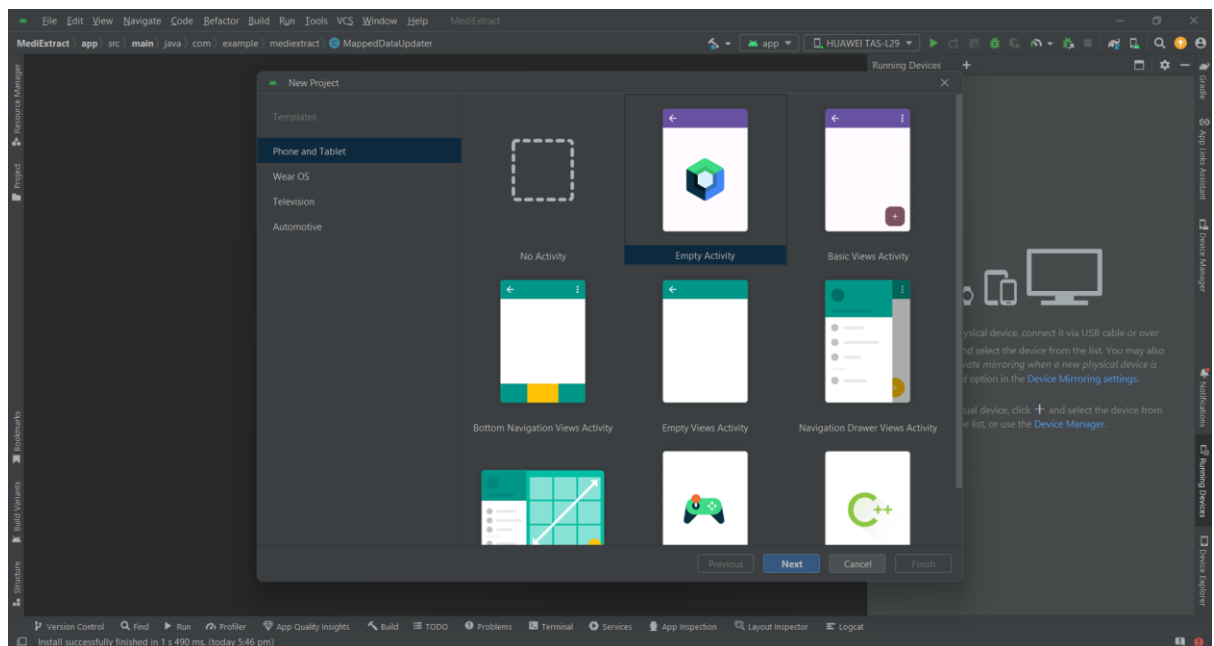 File Edit View Navigate Code Refactor Build Run Tools VCS Window Help MediExtract
MediExtract app src main java com example mediextract MappedDataUpdater
app HUAWEI TAS-L29
Running Devices
New Project
Templates
Phone and Tablet
Wear OS
Television
Automotive
No Activity
Empty Activity
Basic Views Activity
Bottom Navigation Views Activity
Empty Views Activity
Navigation Drawer Views Activity
C++
Previous
Next
Cancel
Finish
ysical device, connect it via USB cable or over
nd select the device from the list. You may also
vate mirroring when a new physical device is
d option in the Device Mirroring settings.
ual device, click + and select the device from
e list, or use the Device Manager.
Resource Manager
Project
Bookmarks
Build Variants
Structure
Gradle
App Links Assistant
Device Manager
Notifications
Running Devices
Device Explorer
Version Control Find Run Profiler App Quality Insights Build TODO Problems Terminal Services App Inspection Layout Inspector Logcat
Install successfully finished in 1 s 490 ms. (today 5:46 pm)